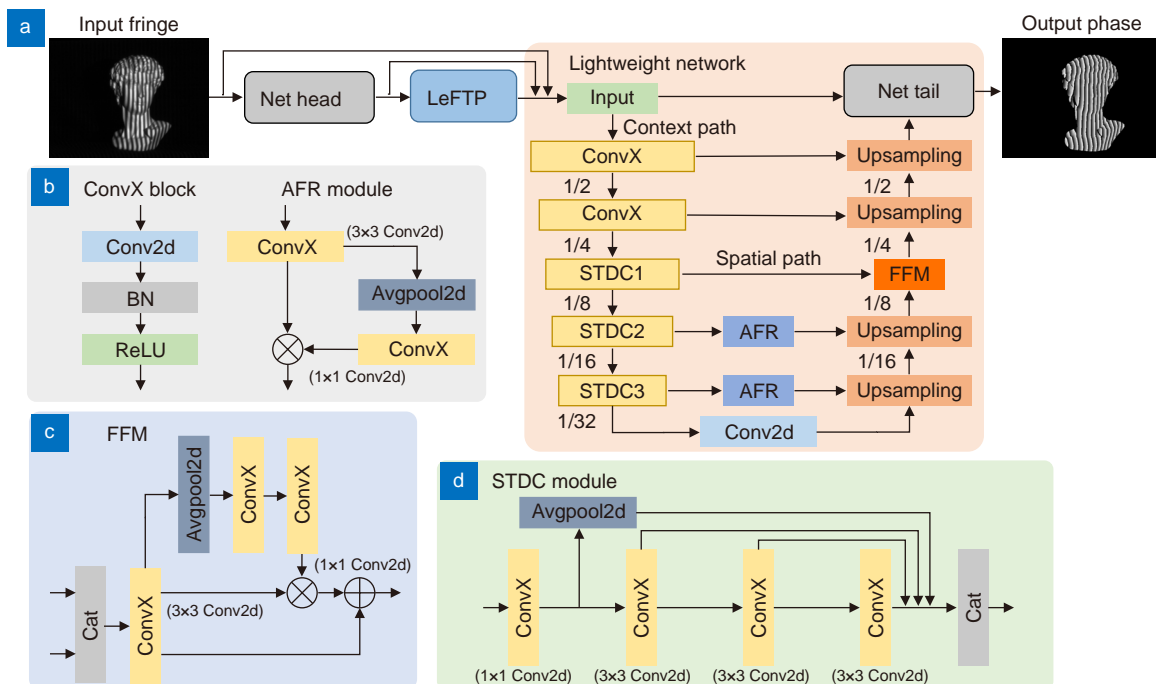 a
Input fringe
Output phase
Net head
LeFTP
Lightweight network
Input
Net tail
Context path
ConvX
Upsampling
1/2
1/2
ConvX
Upsampling
1/4
1/4
STDC1
Spatial path
FFM
1/8
1/8
STDC2
AFR
Upsampling
1/16
1/16
STDC3
AFR
Upsampling
1/32
Conv2d
b
ConvX block
AFR module
Conv2d
BN
ReLU
ConvX
(3×3 Conv2d)
Avgpool2d
ConvX
(1×1 Conv2d)
c
FFM
Avgpool2d
ConvX
ConvX
(1×1 Conv2d)
Cat
ConvX
(3×3 Conv2d)
d
STDC module
Avgpool2d
ConvX
ConvX
ConvX
ConvX
Cat
(1×1 Conv2d)
(3×3 Conv2d)
(3×3 Conv2d)
(3×3 Conv2d)